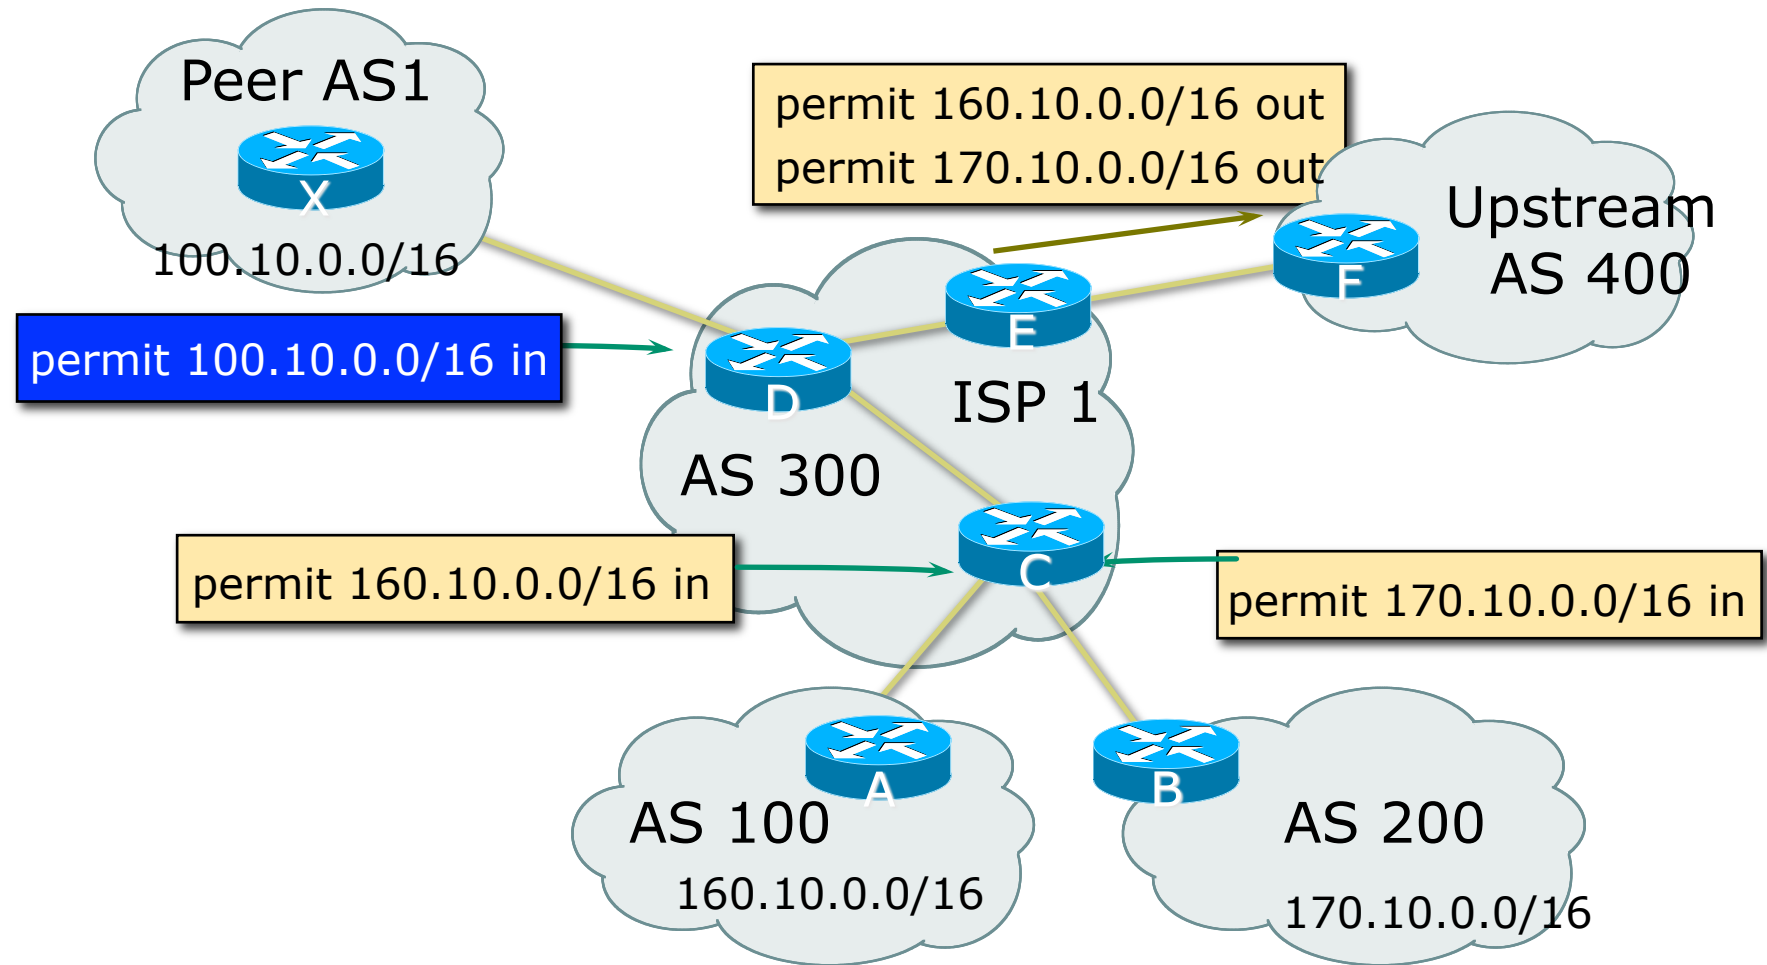 Peer AS1
X
100.10.0.0/16
permit 160.10.0.0/16 out
permit 170.10.0.0/16 out
Upstream
AS 400
F
E
permit 100.10.0.0/16 in
D
ISP 1
AS 300
C
permit 160.10.0.0/16 in
permit 170.10.0.0/16 in
A
AS 100
160.10.0.0/16
B
AS 200
170.10.0.0/16